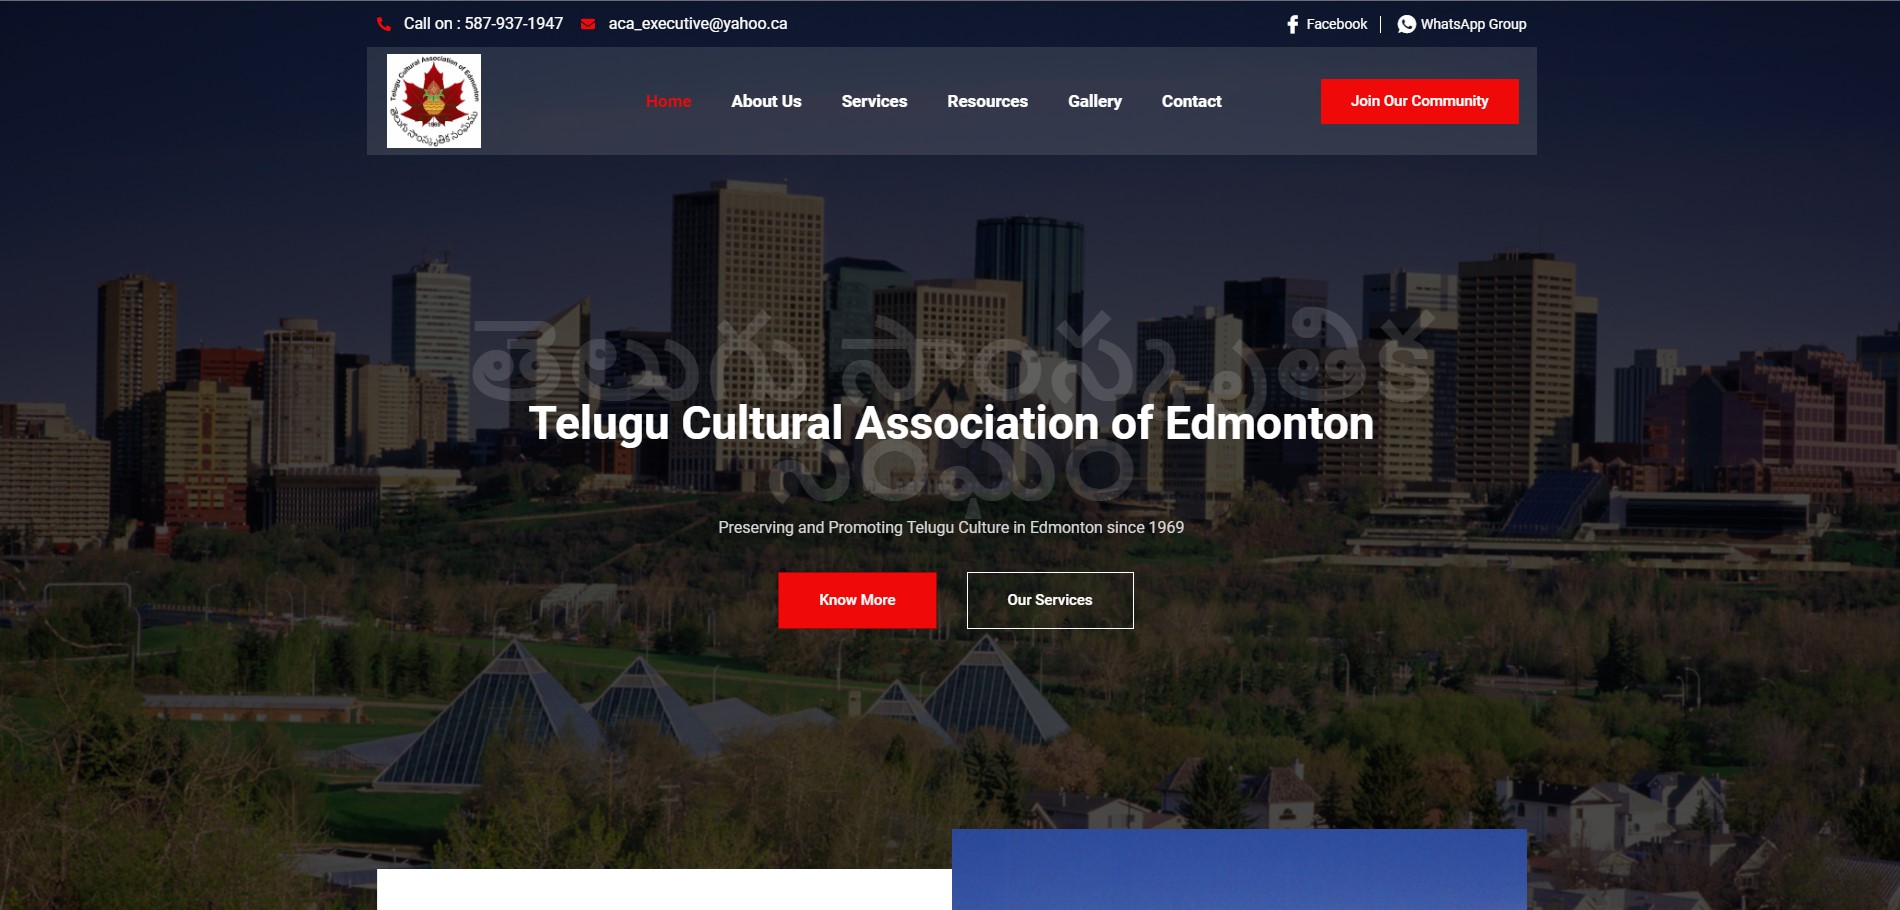 Call on : 587-937-1947
aca_executive@yahoo.ca
Facebook
WhatsApp Group
Telugu Cultural Association of Edmonton
1969
తెలుగు సాంస్కృతిక సంఘము
Home
About Us
Services
Resources
Gallery
Contact
Join Our Community
తెలుగు సాంస్కృతిక
Telugu Cultural Association of Edmonton
సంఘం
Preserving and Promoting Telugu Culture in Edmonton since 1969
Know More
Our Services